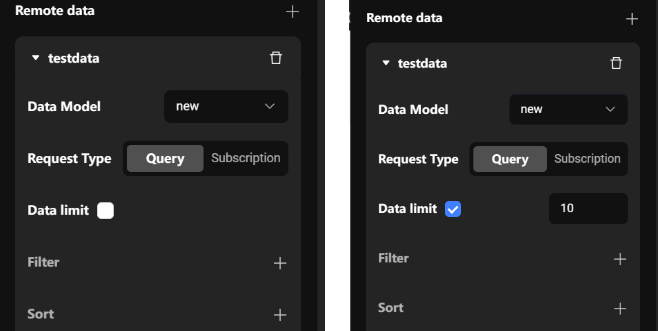 Remote data
testdata
Data Model new
Request Type Query Subscription
Data limit
Filter
Sort
Remote data
testdata
Data Model new
Request Type Query Subscription
Data limit 10
Filter
Sort